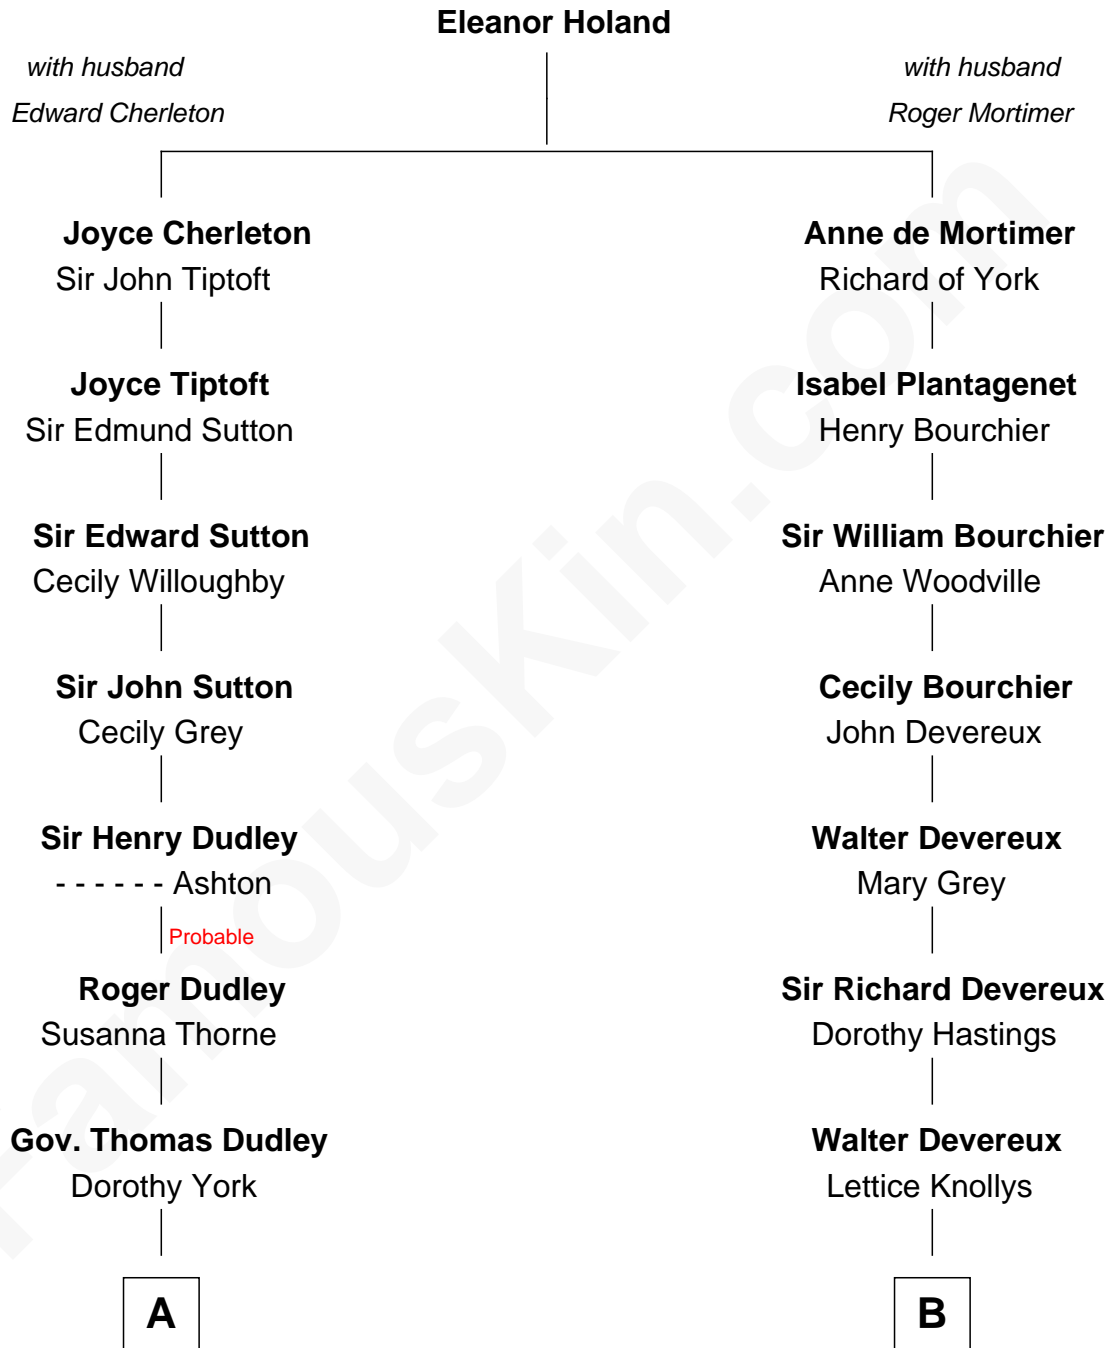 Eleanor Holand
with husband
Edward Cherleton
with husband
Roger Mortimer
Joyce Cherleton
Sir John Tiptoft
Anne de Mortimer
Richard of York
Joyce Tiptoft
Sir Edmund Sutton
Isabel Plantagenet
Henry Bourchier
Sir Edward Sutton
Cecily Willoughby
Sir William Bourchier
Anne Woodville
Sir John Sutton
Cecily Grey
Cecily Bourchier
John Devereux
Sir Henry Dudley
- - - - - - Ashton
Walter Devereux
Mary Grey
Probable
Roger Dudley
Susanna Thorne
Sir Richard Devereux
Dorothy Hastings
Gov. Thomas Dudley
Dorothy York
Walter Devereux
Lettice Knollys
A
B
FamousKin.com